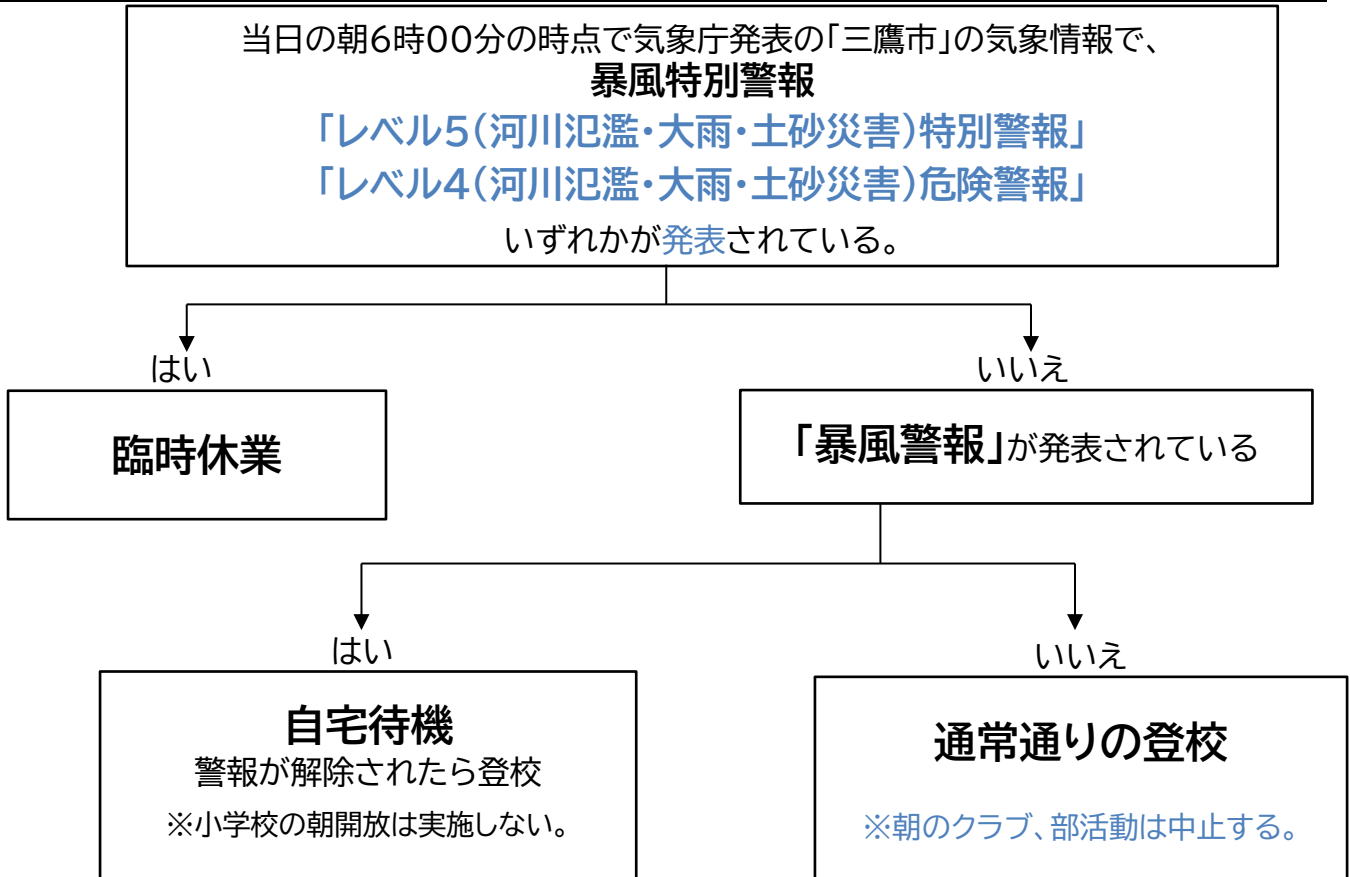 当日の朝6時00分の時点で気象庁発表の「三鷹市」の気象情報で、
暴風特別警報
「レベル5(河川氾濫・大雨・土砂災害)特別警報」
「レベル4(河川氾濫・大雨・土砂災害)危険警報」
いずれかが発表されている。
はい
いいえ
臨時休業
「暴風警報」が発表されている
はい
いいえ
自宅待機
警報が解除されたら登校
※小学校の朝開放は実施しない。
通常通りの登校
※朝のクラブ、部活動は中止する。